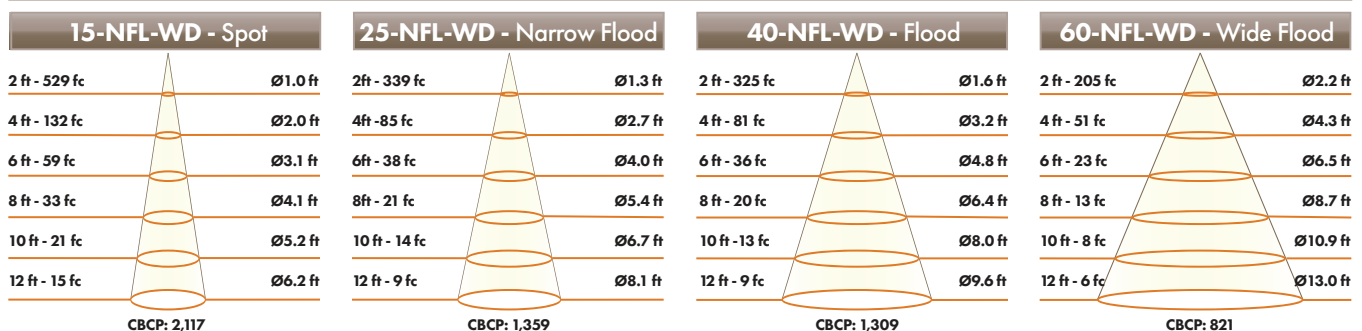 15-NFL-WD - Spot
2 ft - 529 fc Ø1.0 ft
4 ft - 132 fc Ø2.0 ft
6 ft - 59 fc Ø3.1 ft
8 ft - 33 fc Ø4.1 ft
10 ft - 21 fc Ø5.2 ft
12 ft - 15 fc Ø6.2 ft
CBCP: 2,117
25-NFL-WD - Narrow Flood
2ft - 339 fc Ø1.3 ft
4ft-85 fc Ø2.7 ft
6ft - 38 fc Ø4.0 ft
8ft - 21 fc Ø5.4 ft
10 ft - 14 fc Ø6.7 ft
12 ft - 9 fc Ø8.1 ft
CBCP: 1,359
40-NFL-WD - Flood
2 ft - 325 fc Ø1.6 ft
4 ft - 81 fc Ø3.2 ft
6 ft - 36 fc Ø4.8 ft
8 ft - 20 fc Ø6.4 ft
10 ft -13 fc Ø8.0 ft
12 ft - 9 fc Ø9.6 ft
CBCP: 1,309
60-NFL-WD - Wide Flood
2 ft - 205 fc Ø2.2 ft
4 ft - 51 fc Ø4.3 ft
6 ft - 23 fc Ø6.5 ft
8 ft - 13 fc Ø8.7 ft
10 ft - 8 fc Ø10.9 ft
12 ft - 6 fc Ø13.0 ft
CBCP: 821